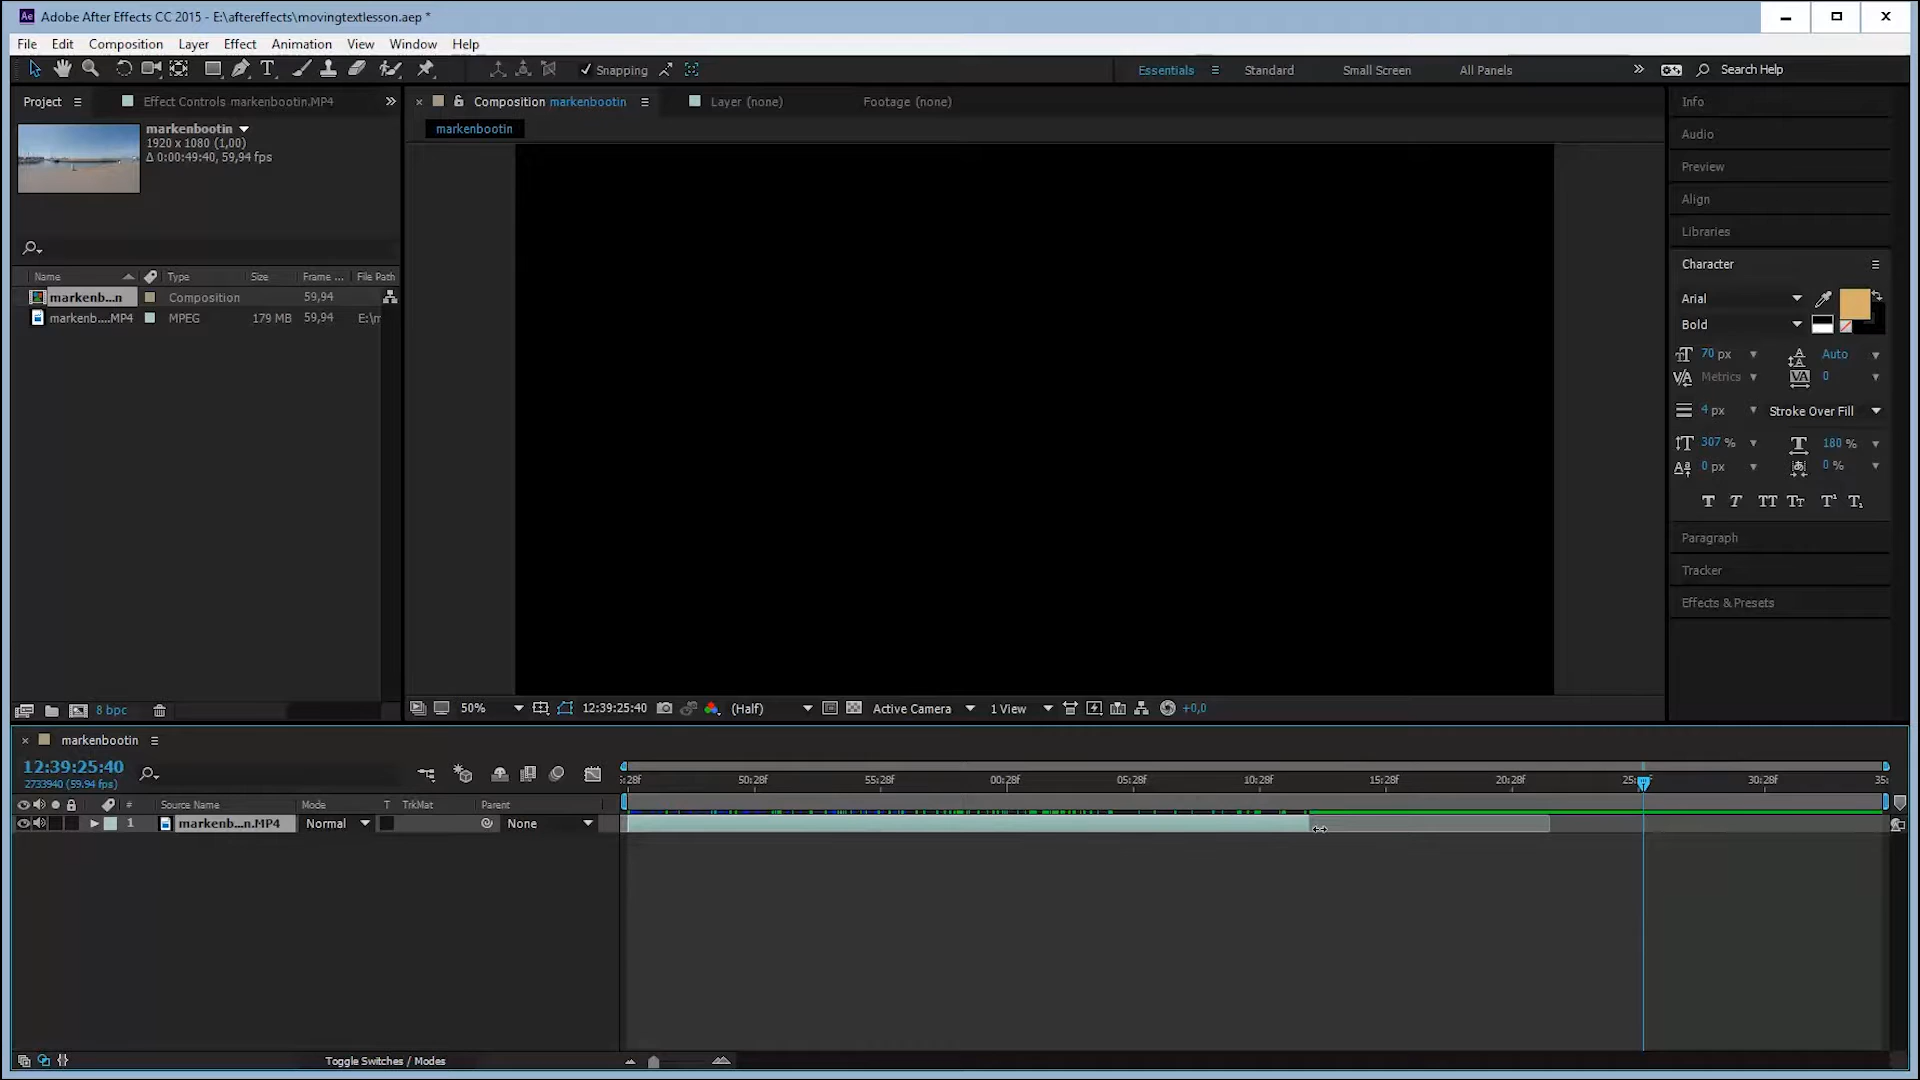 Adobe After Effects CC 2015 - E:\aftereffects\movingtextlesson.aep *
File Edit Composition Layer Effect Animation View Window Help
Snapping
Essentials Standard Small Screen All Panels Search Help
Project Effect Controls markenbootin.MP4
Composition markenbootin Layer (none) Footage (none)
markenbootin
markenbootin
1920 x 1080 (1,00)
Δ 0:00:49:40, 59,94 fps
Name Type Size Frame ... File Path
markenb...n Composition 59,94
markenb....MP4 MPEG 179 MB 59,94 E:\m
8 bpc
50% 12:39:25:40 (Half) Active Camera 1 View +0,0
Info
Audio
Preview
Align
Libraries
Character
Arial
Bold
70 px Auto
Metrics 0
4 px Stroke Over Fill
307 % 180 %
0 px 0 %
Paragraph
Tracker
Effects & Presets
markenbootin
12:39:25:40
2733940 (59.94 fps)
:28f 50:28f 55:28f 00:28f 05:28f 10:28f 15:28f 20:28f 25: 30:28f 35:
# Source Name Mode T TrkMat Parent
1 markenb...n.MP4 Normal None
Toggle Switches / Modes